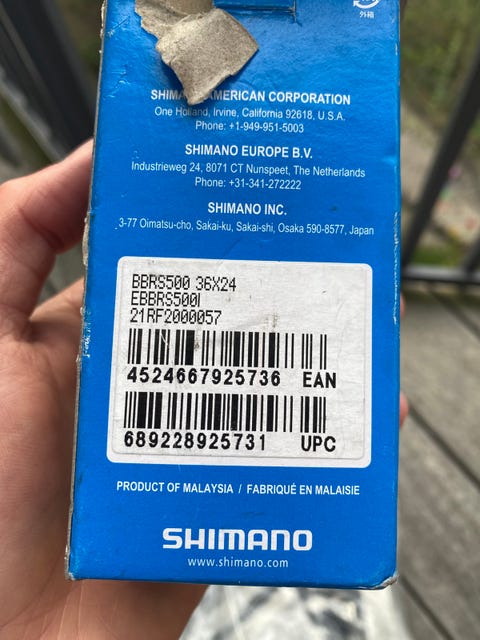 外箱
SHIMA AMERICAN CORPORATION
One Holland, Irvine, California 92618, U.S.A.
Phone: +1-949-951-5003
SHIMANO EUROPE B.V.
Industrieweg 24, 8071 CT Nunspeet, The Netherlands
Phone: +31-341-272222
SHIMANO INC.
3-77 Oimatsu-cho, Sakai-ku, Sakai-shi, Osaka 590-8577, Japan
BBRS500 36X24
EBBRS500I
21RF2000057
4524667925736 EAN
689228925731 UPC
PRODUCT OF MALAYSIA / FABRIQUÉ EN MALAISIE
SHIMANO
www.shimano.com